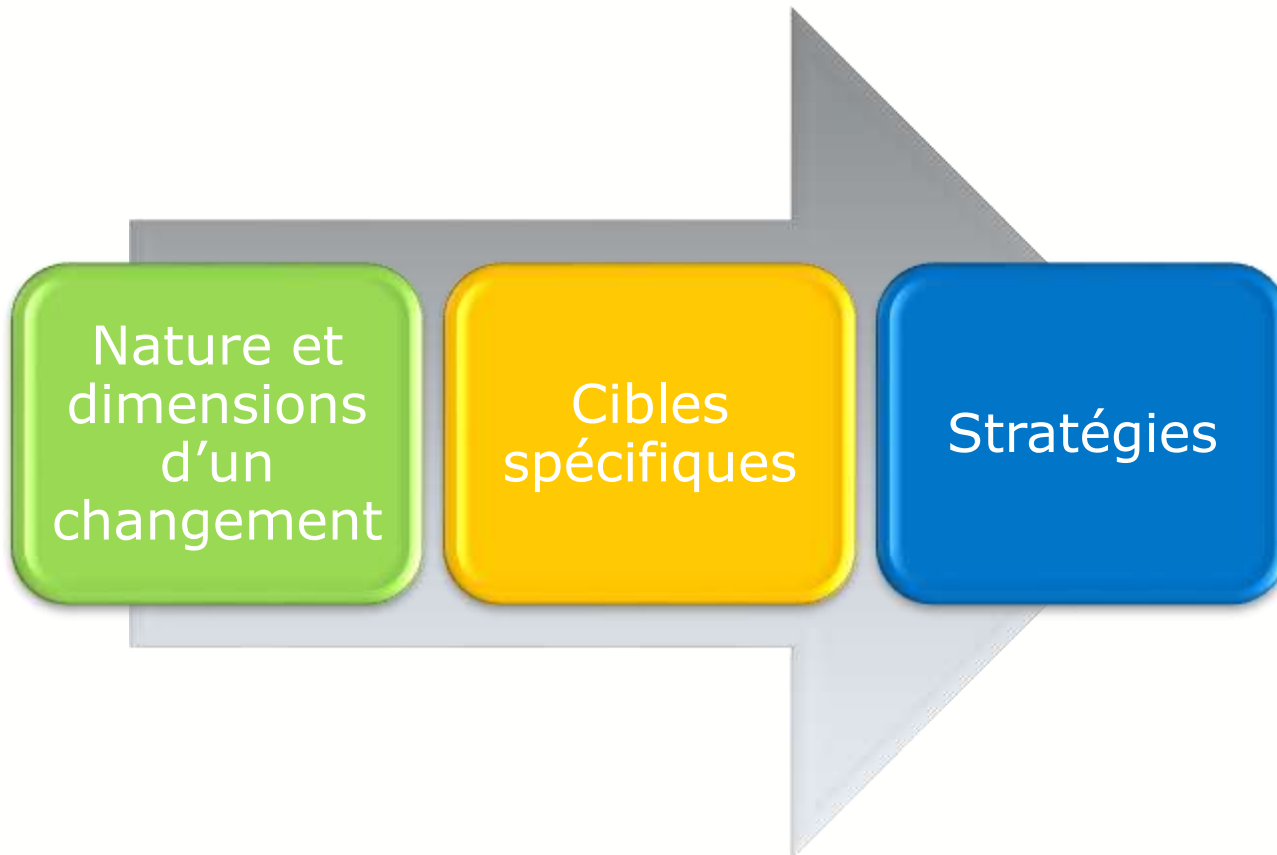 Nature et
dimensions
d’un
changement
Cibles
spécifiques
Stratégies